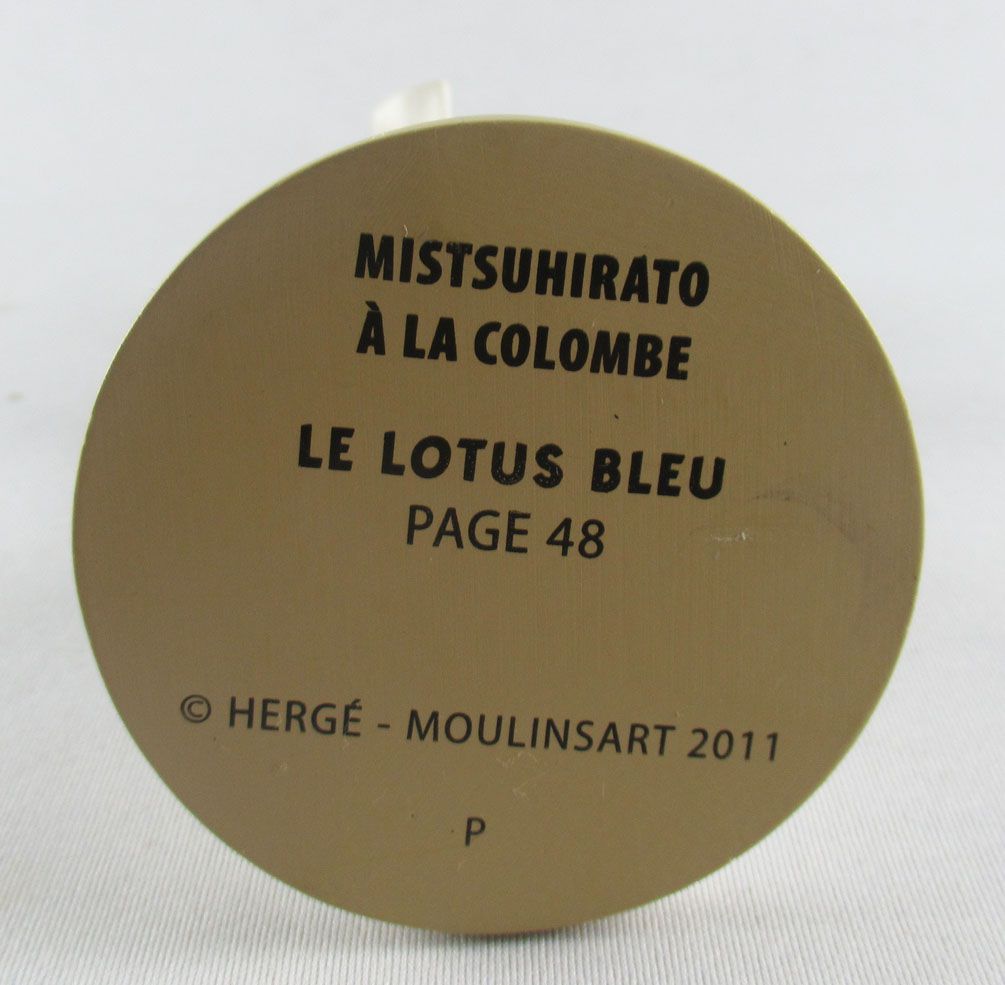 MISTSUHIRATO
À LA COLOMBE
LE LOTUS BLEU
PAGE 48
© HERGÉ - MOULINSART 2011
P